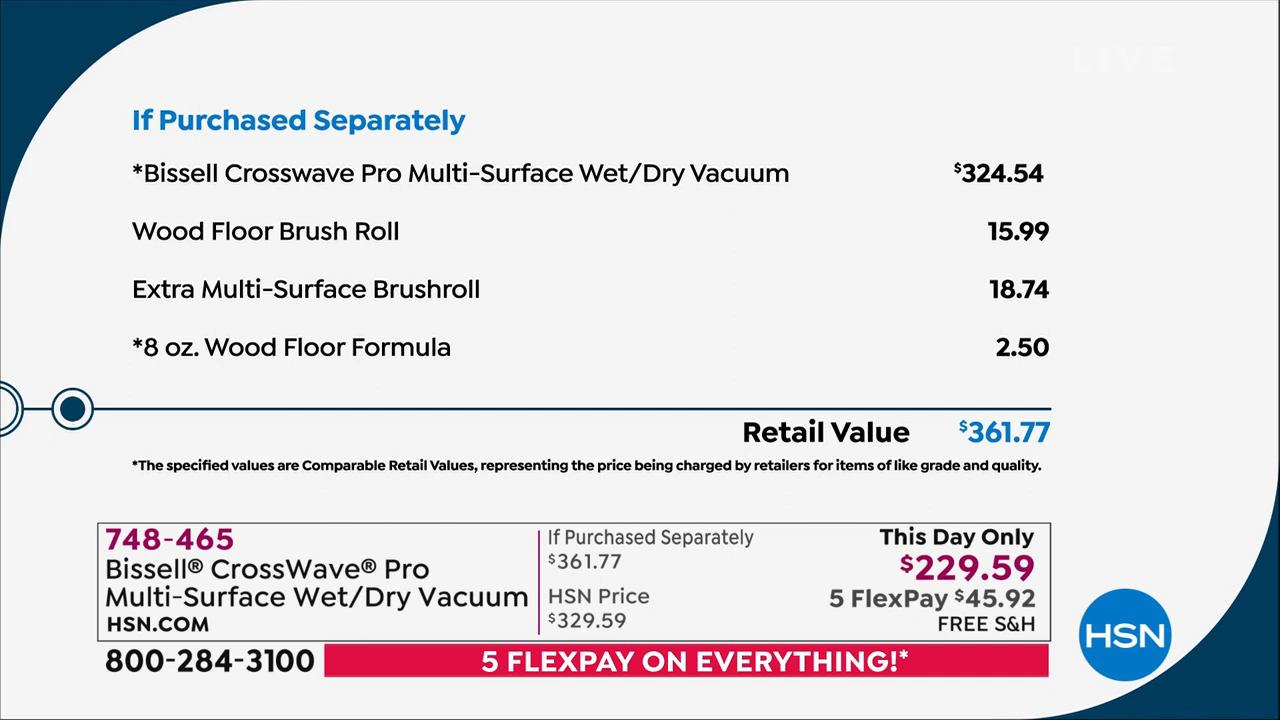 LIVE
If Purchased Separately
*Bissell Crosswave Pro Multi-Surface Wet/Dry Vacuum $324.54
Wood Floor Brush Roll 15.99
Extra Multi-Surface Brushroll 18.74
*8 oz. Wood Floor Formula 2.50
Retail Value $361.77
*The specified values are Comparable Retail Values, representing the price being charged by retailers for items of like grade and quality.
748-465
Bissell® CrossWave® Pro
Multi-Surface Wet/Dry Vacuum
HSN.COM
If Purchased Separately
$361.77
HSN Price
$329.59
This Day Only
$229.59
5 FlexPay $45.92
FREE S&H
HSN
800-284-3100
5 FLEXPAY ON EVERYTHING!*